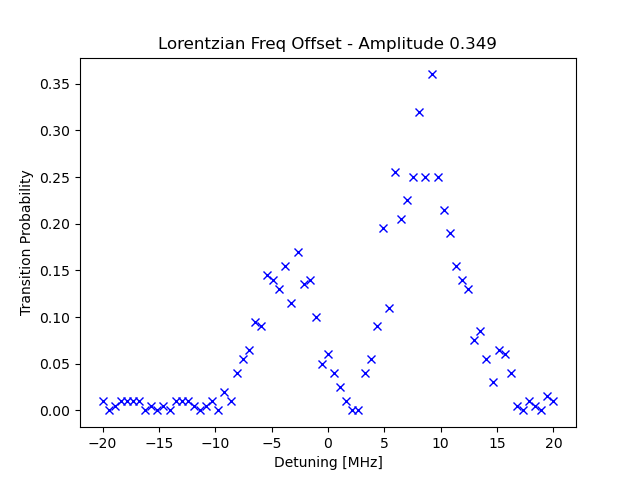 Lorentzian Freq Offset - Amplitude 0.349
Transition Probability
0.35
0.30
0.25
0.20
0.15
0.10
0.05
0.00
−20 −15 −10 −5 0 5 10 15 20
Detuning [MHz]